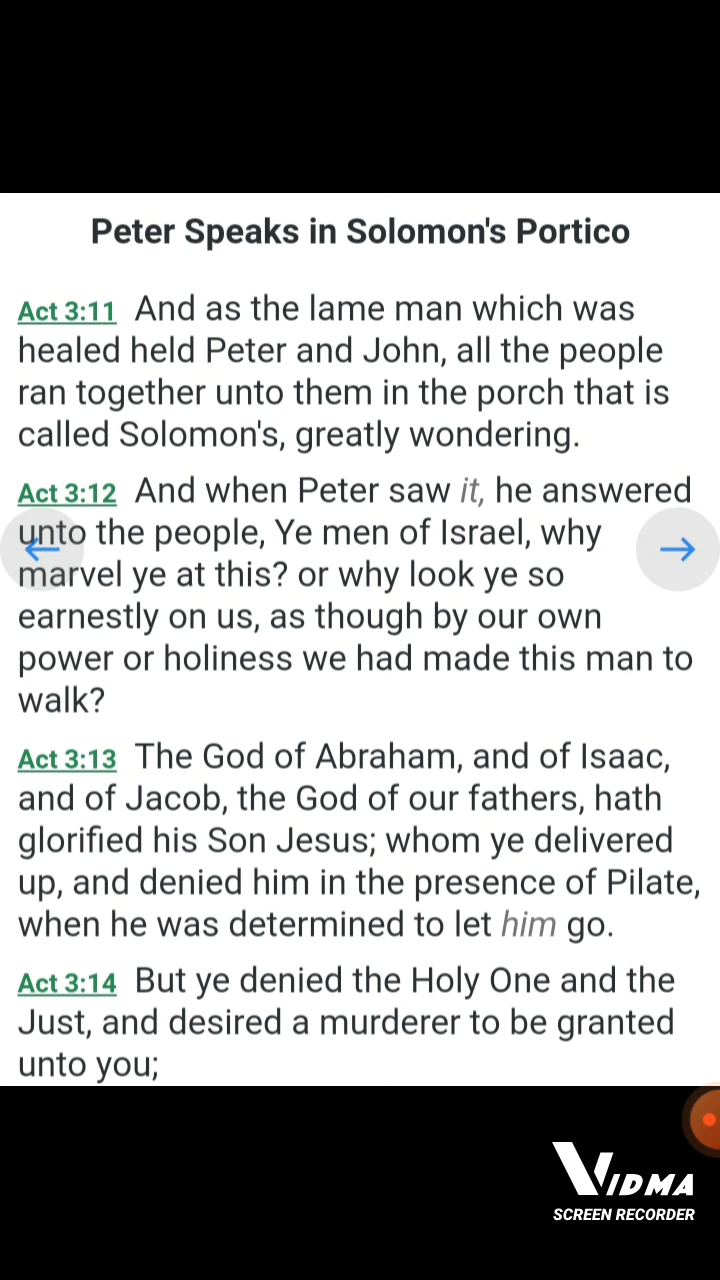 Peter Speaks in Solomon's Portico
Act 3:11 And as the lame man which was
healed held Peter and John, all the people
ran together unto them in the porch that is
called Solomon's, greatly wondering.
Act 3:12 And when Peter saw it, he answered
unto the people, Ye men of Israel, why
marvel ye at this? or why look ye so
earnestly on us, as though by our own
power or holiness we had made this man to
walk?
Act 3:13 The God of Abraham, and of Isaac,
and of Jacob, the God of our fathers, hath
glorified his Son Jesus; whom ye delivered
up, and denied him in the presence of Pilate,
when he was determined to let him go.
Act 3:14 But ye denied the Holy One and the
Just, and desired a murderer to be granted
unto you;
VIDMA
SCREEN RECORDER